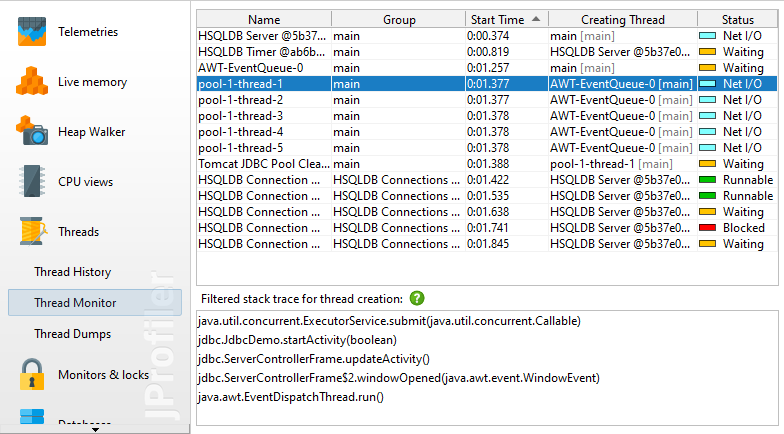 Telemetries
Live memory
Heap Walker
CPU views
Threads
Thread History
Thread Monitor
Thread Dumps
Monitors & locks
Databases
JProfiler
Name Group Start Time Creating Thread Status
HSQLDB Server @5b37... main 0:00.374 main [main] Net I/O
HSQLDB Timer @ab6b... main 0:00.819 HSQLDB Server @5b37e0... Waiting
AWT-EventQueue-0 main 0:01.257 main [main] Waiting
pool-1-thread-1 main 0:01.377 AWT-EventQueue-0 [main] Net I/O
pool-1-thread-2 main 0:01.377 AWT-EventQueue-0 [main] Net I/O
pool-1-thread-3 main 0:01.378 AWT-EventQueue-0 [main] Net I/O
pool-1-thread-4 main 0:01.378 AWT-EventQueue-0 [main] Net I/O
pool-1-thread-5 main 0:01.378 AWT-EventQueue-0 [main] Net I/O
Tomcat JDBC Pool Clea... main 0:01.388 pool-1-thread-1 [main] Waiting
HSQLDB Connection ... HSQLDB Connections ... 0:01.422 HSQLDB Server @5b37e0... Runnable
HSQLDB Connection ... HSQLDB Connections ... 0:01.535 HSQLDB Server @5b37e0... Runnable
HSQLDB Connection ... HSQLDB Connections ... 0:01.638 HSQLDB Server @5b37e0... Waiting
HSQLDB Connection ... HSQLDB Connections ... 0:01.741 HSQLDB Server @5b37e0... Blocked
HSQLDB Connection ... HSQLDB Connections ... 0:01.845 HSQLDB Server @5b37e0... Waiting
Filtered stack trace for thread creation: ?
java.util.concurrent.ExecutorService.submit(java.util.concurrent.Callable)
jdbc.JdbcDemo.startActivity(boolean)
jdbc.ServerControllerFrame.updateActivity()
jdbc.ServerControllerFrame$2.windowOpened(java.awt.event.WindowEvent)
java.awt.EventDispatchThread.run()